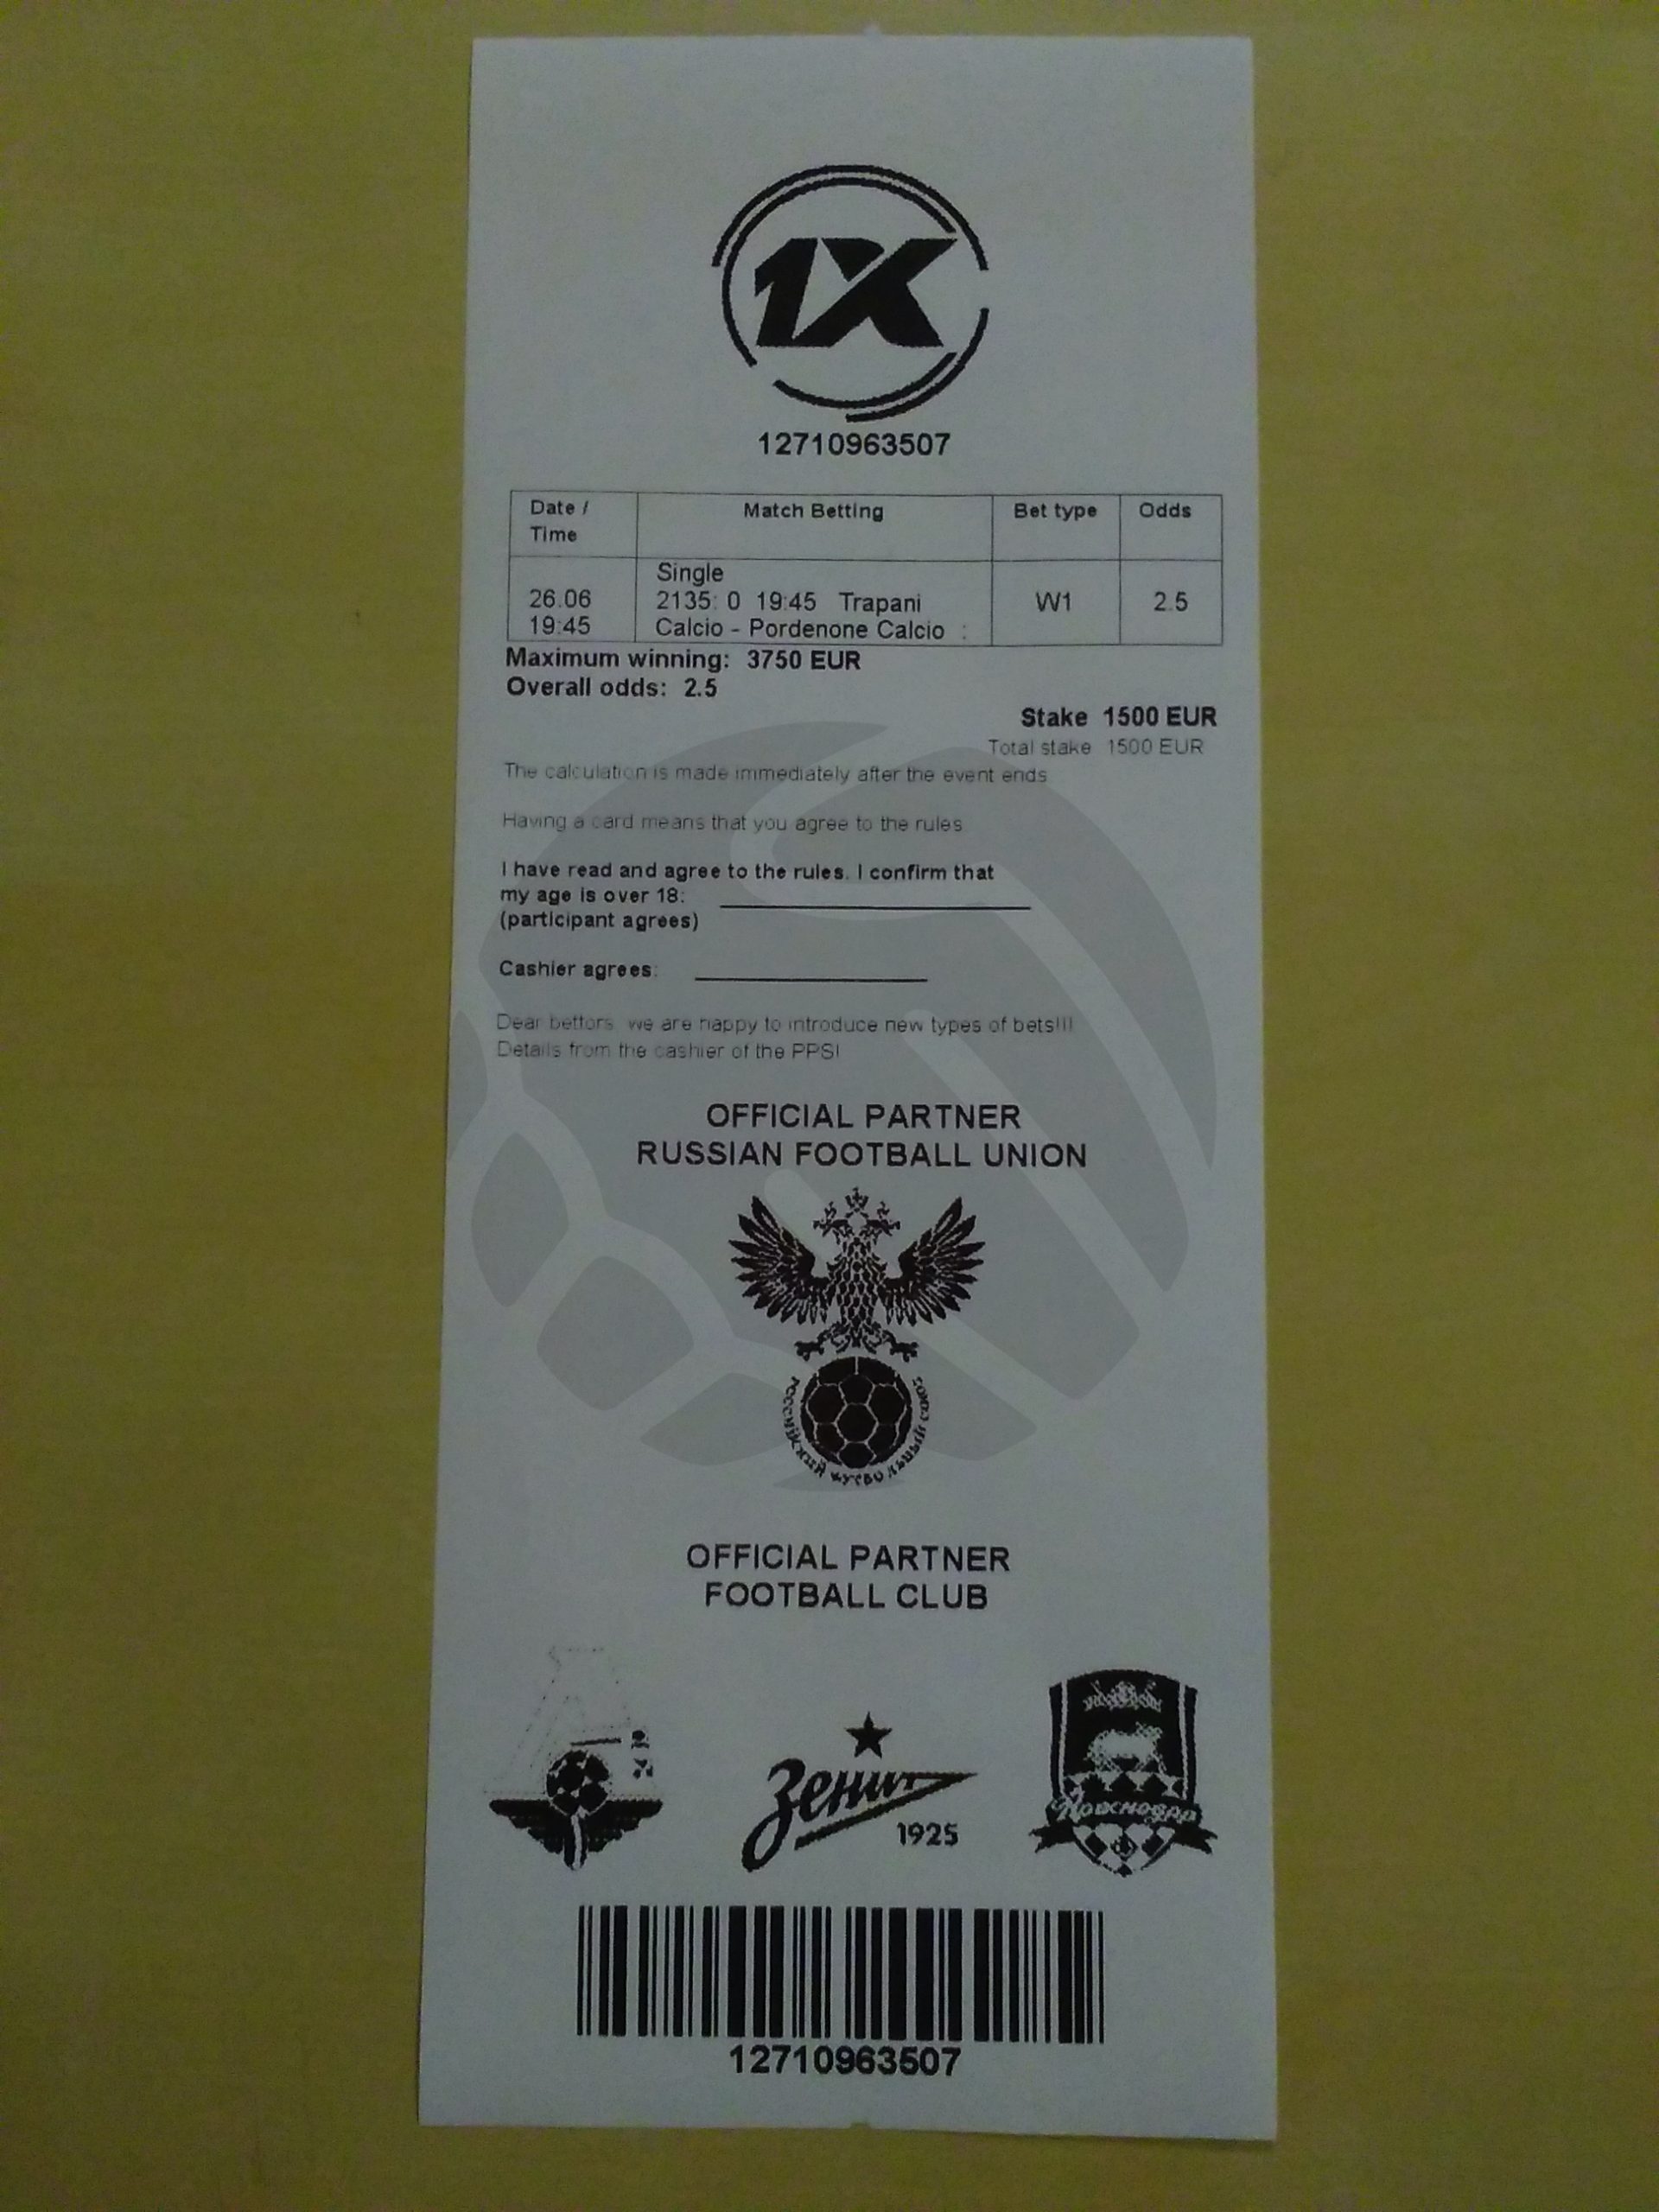 1X
12710963507
Date / Time Match Betting Bet type Odds
26.06 19:45 Single 2135: 0 19:45 Trapani Calcio - Pordenone Calcio : W1 2.5
Maximum winning: 3750 EUR
Overall odds: 2.5
Stake 1500 EUR
Total stake 1500 EUR
The calculation is made immediately after the event ends
Having a card means that you agree to the rules
I have read and agree to the rules. I confirm that
my age is over 18:
(participant agrees)
Cashier agrees:
Dear bettors, we are happy to introduce new types of bets!!!
Details from the cashier of the PPS!
OFFICIAL PARTNER
RUSSIAN FOOTBALL UNION
российский футбольный союз
OFFICIAL PARTNER
FOOTBALL CLUB
Зенит
1925
Краснодар
12710963507